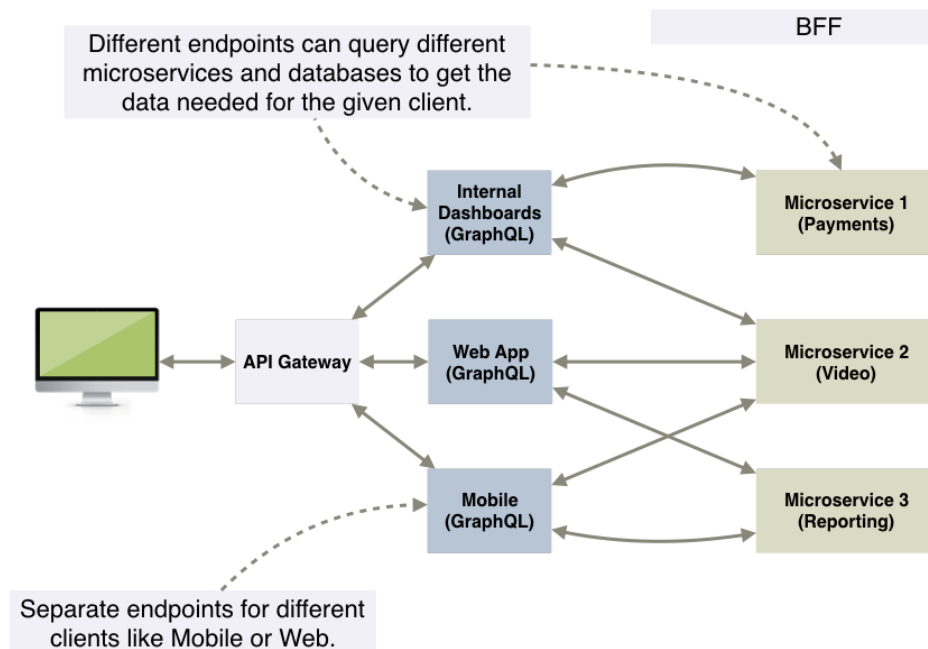 BFF
Different endpoints can query different
microservices and databases to get the
data needed for the given client.
Internal
Dashboards
(GraphQL)
Microservice 1
(Payments)
API Gateway
Web App
(GraphQL)
Microservice 2
(Video)
Mobile
(GraphQL)
Microservice 3
(Reporting)
Separate endpoints for different
clients like Mobile or Web.